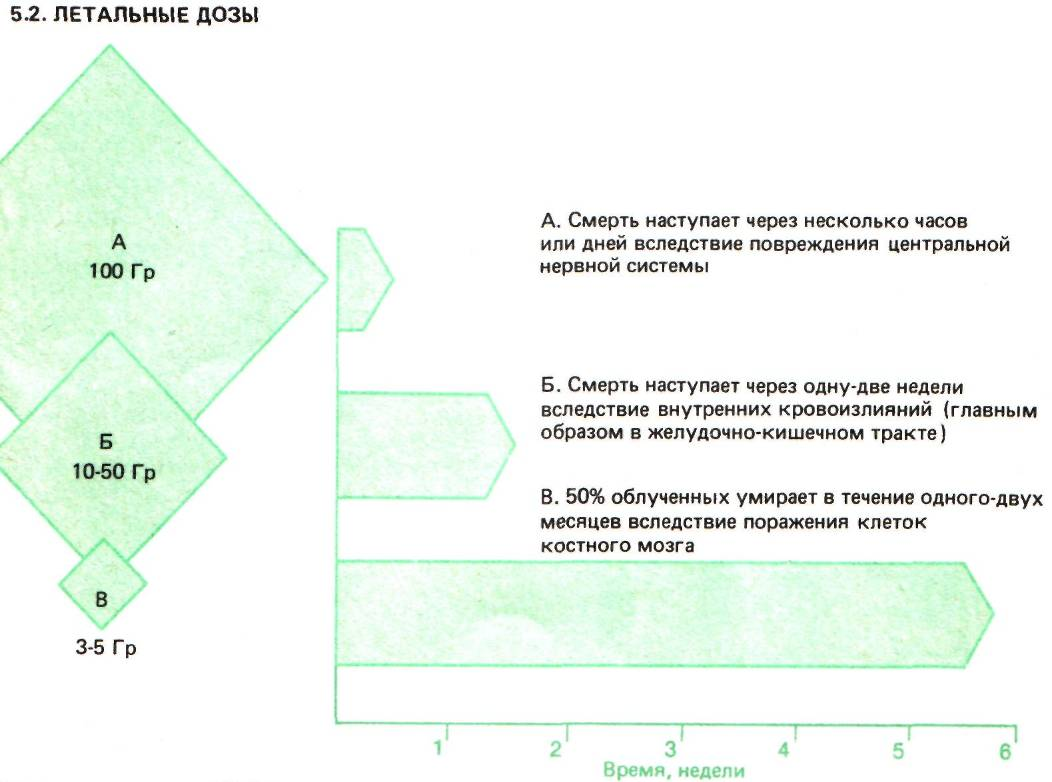 5.2. ЛЕТАЛЬНЫЕ ДОЗЫ
А
100 Гр
А. Смерть наступает через несколько часов
или дней вследствие повреждения центральной
нервной системы
Б
10-50 Гр
Б. Смерть наступает через одну-две недели
вследствие внутренних кровоизлияний (главным
образом в желудочно-кишечном тракте)
В
3-5 Гр
В. 50% облученных умирает в течение одного-двух
месяцев вследствие поражения клеток
костного мозга
1 2 3 4 5 6
Время, недели